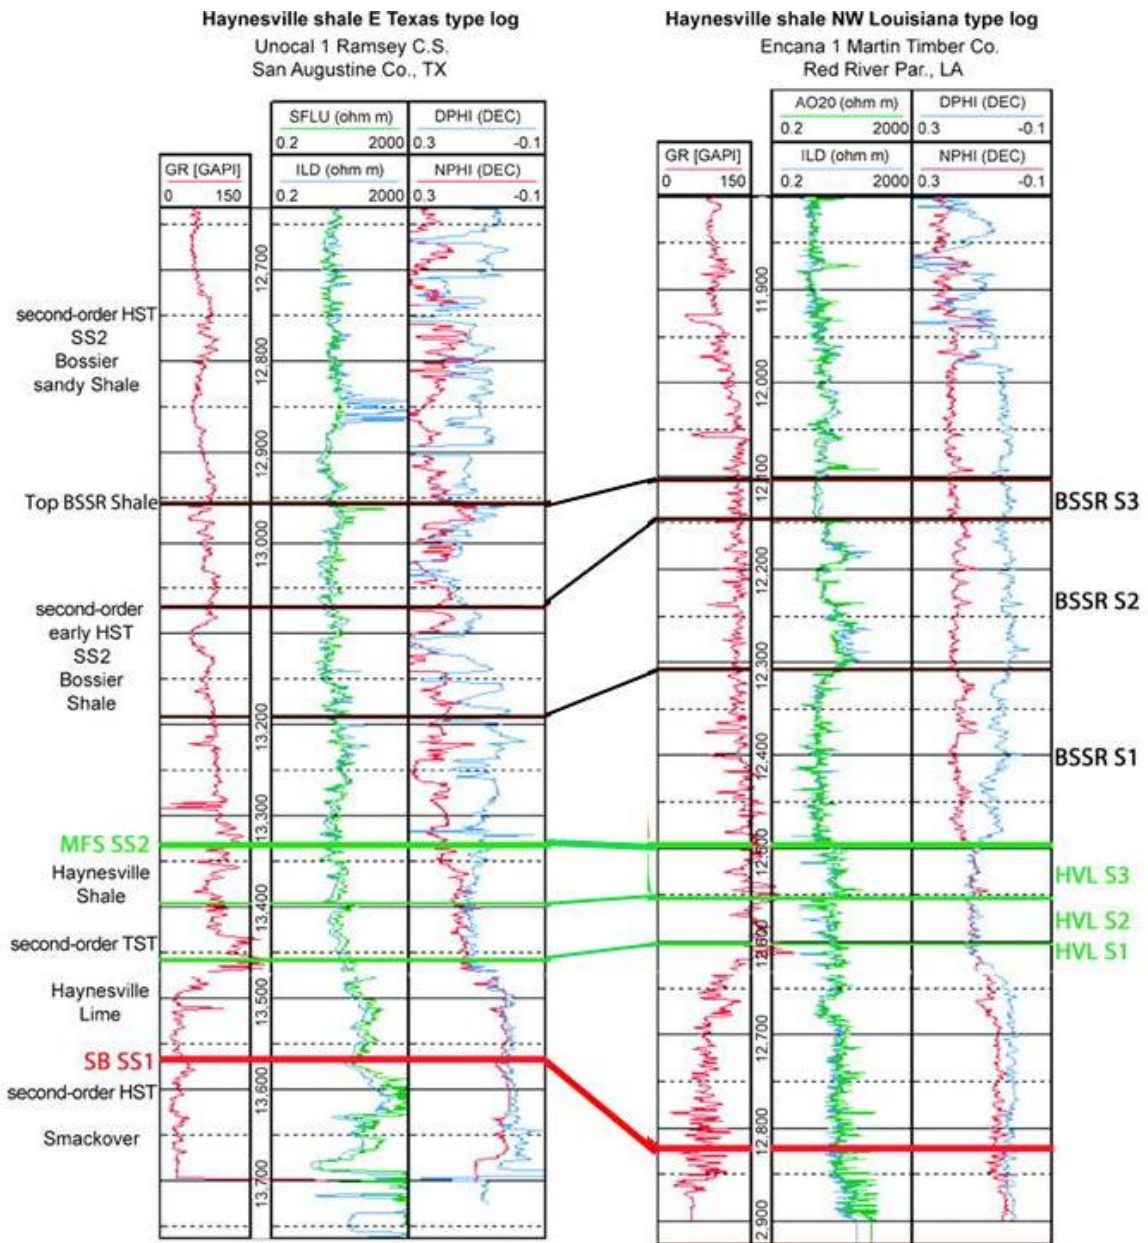 Haynesville shale E Texas type log
Unocal 1 Ramsey C.S.
San Augustine Co., TX
SFLU (ohm m)
0.2 2000
DPHI (DEC)
0.3 -0.1
GR [GAPI]
0 150
ILD (ohm m)
0.2 2000
NPHI (DEC)
0.3 -0.1
12,700
second-order HST
SS2
Bossier
sandy Shale
12,800
12,900
Top BSSR Shale
13,000
second-order
early HST
SS2
Bossier
Shale
13,200
13,300
MFS SS2
Haynesville
Shale
13,400
second-order TST
Haynesville
Lime
13,500
SB SS1
second-order HST
13,600
Smackover
13,700
Haynesville shale NW Louisiana type log
Encana 1 Martin Timber Co.
Red River Par., LA
AO20 (ohm m)
0.2 2000
DPHI (DEC)
0.3 -0.1
GR [GAPI]
0 150
ILD (ohm m)
0.2 2000
NPHI (DEC)
0.3 -0.1
11,900
12,000
12,100
BSSR S3
12,200
BSSR S2
12,300
12,400
BSSR S1
HVL S3
HVL S2
12,600
HVL S1
12,700
12,800
2,900